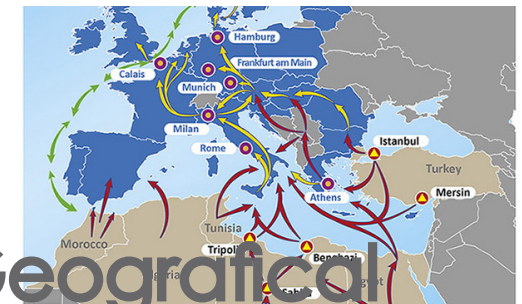 Hamburg
Calais
Frankfurt am Main
Munich
Milan
Rome
Istanbul
Turkey
Athens
Mersin
Tunisia
Morocco
Tripoli
Benghazi
Geografical